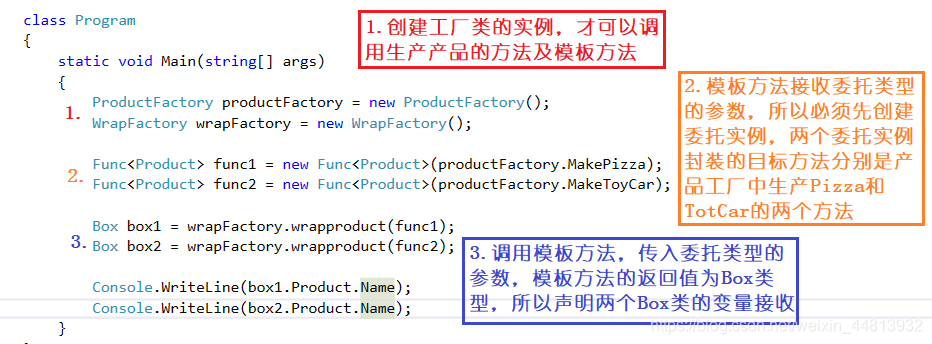 class Program
{
static void Main(string[] args)
{
1.创建工厂类的实例，才可以调
用生产产品的方法及模板方法
1.
ProductFactory productFactory = new ProductFactory();
WrapFactory wrapFactory = new WrapFactory();
2.模板方法接收委托类型
的参数，所以必须先创建
委托实例，两个委托实例
封装的目标方法分别是产
品工厂中生产Pizza和
TotCar的两个方法
2.
Func<Product> func1 = new Func<Product>(productFactory.MakePizza);
Func<Product> func2 = new Func<Product>(productFactory.MakeToyCar);
3.
Box box1 = wrapFactory.wrapproduct(func1);
Box box2 = wrapFactory.wrapproduct(func2);
3.调用模板方法，传入委托类型的
参数，模板方法的返回值为Box类
型，所以声明两个Box类的变量接收
Console.WriteLine(box1.Product.Name);
Console.WriteLine(box2.Product.Name);
}
https://blog.csdn.net/weixin_44813932